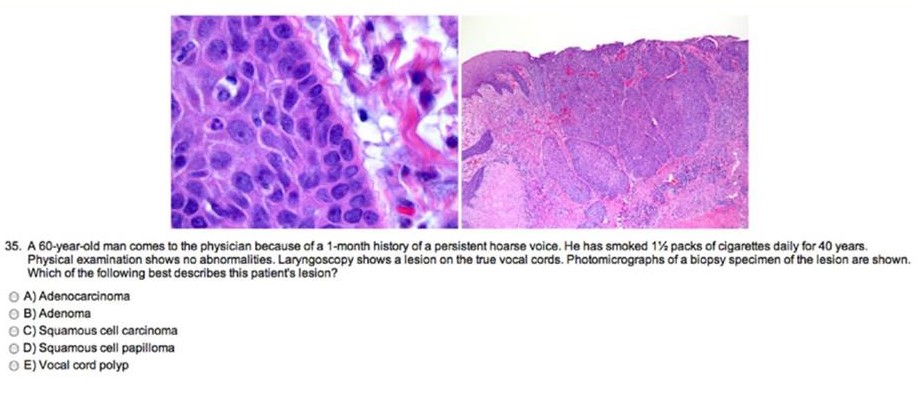 35. A 60-year-old man comes to the physician because of a 1-month history of a persistent hoarse voice. He has smoked 1½ packs of cigarettes daily for 40 years.
Physical examination shows no abnormalities. Laryngoscopy shows a lesion on the true vocal cords. Photomicrographs of a biopsy specimen of the lesion are shown.
Which of the following best describes this patient's lesion?
A) Adenocarcinoma
B) Adenoma
C) Squamous cell carcinoma
D) Squamous cell papilloma
E) Vocal cord polyp